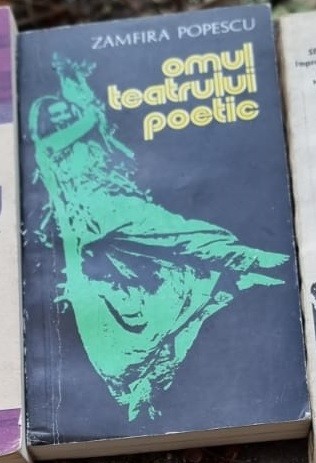 ZAMFIRA POPESCU
omul
teatrului
poetic